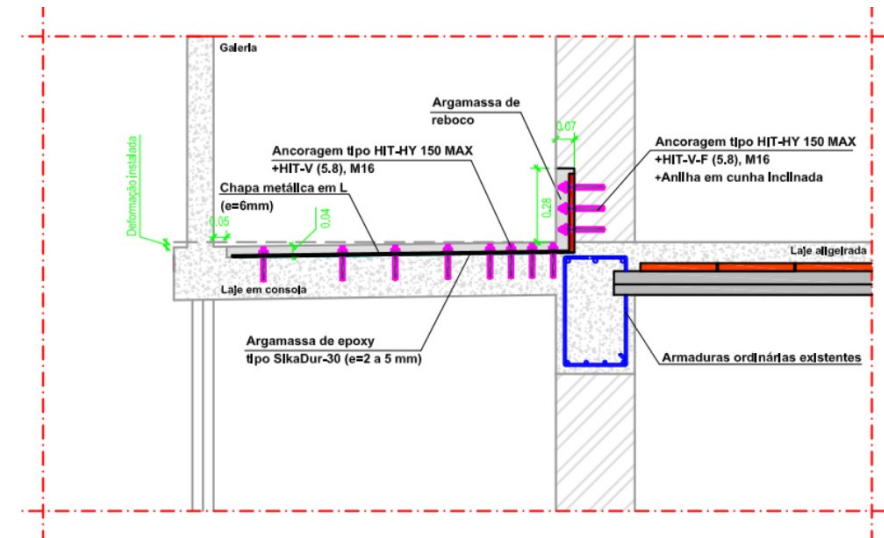 Galeria
Argamassa de
reboco
0.07
Ancoragem tipo HIT-HY 150 MAX
+HIT-V (5.8), M16
Ancoragem tipo HIT-HY 150 MAX
+HIT-V-F (5.8), M16
+Anilha em cunha inclinada
Deformação instalada
Chapa metálica em L
(e=6mm)
0.05
0.04
0.28
Laje aligeirada
Laje em consola
Argamassa de epoxy
tipo SikaDur-30 (e=2 a 5 mm)
Armaduras ordinárias existentes